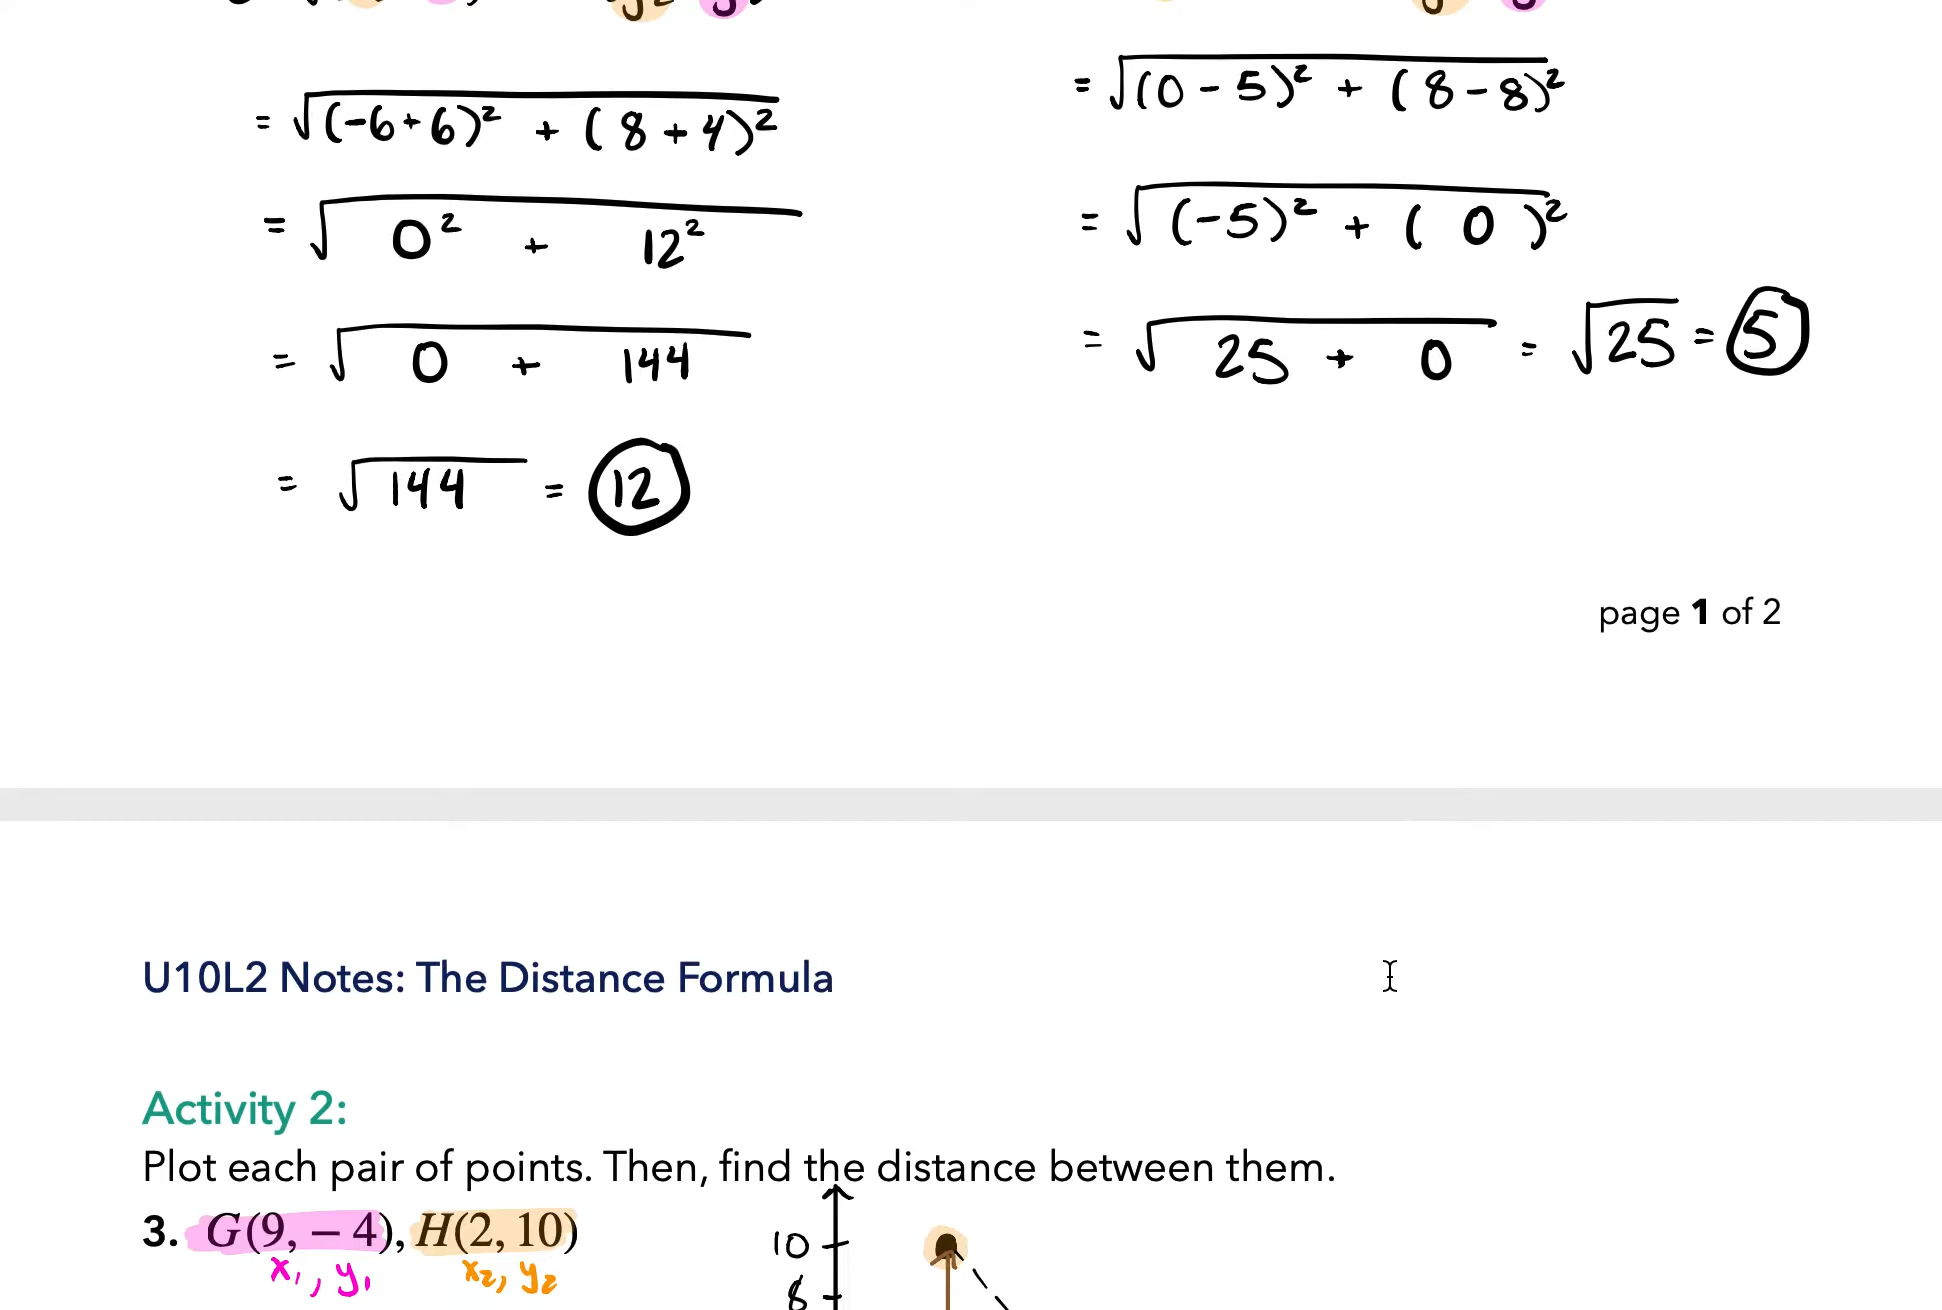 = √(-6+6)² + (8+4)²
= √0² + 12²
= √0 + 144
= √144 = 12
= √(0-5)² + (8-8)²
= √(-5)² + (0)²
= √25 + 0 = √25 = 5
page 1 of 2
U10L2 Notes: The Distance Formula
Activity 2:
Plot each pair of points. Then, find the distance between them.
3. G(9, – 4), H(2, 10)
x₁, y₁ x₂, y₂
10
8